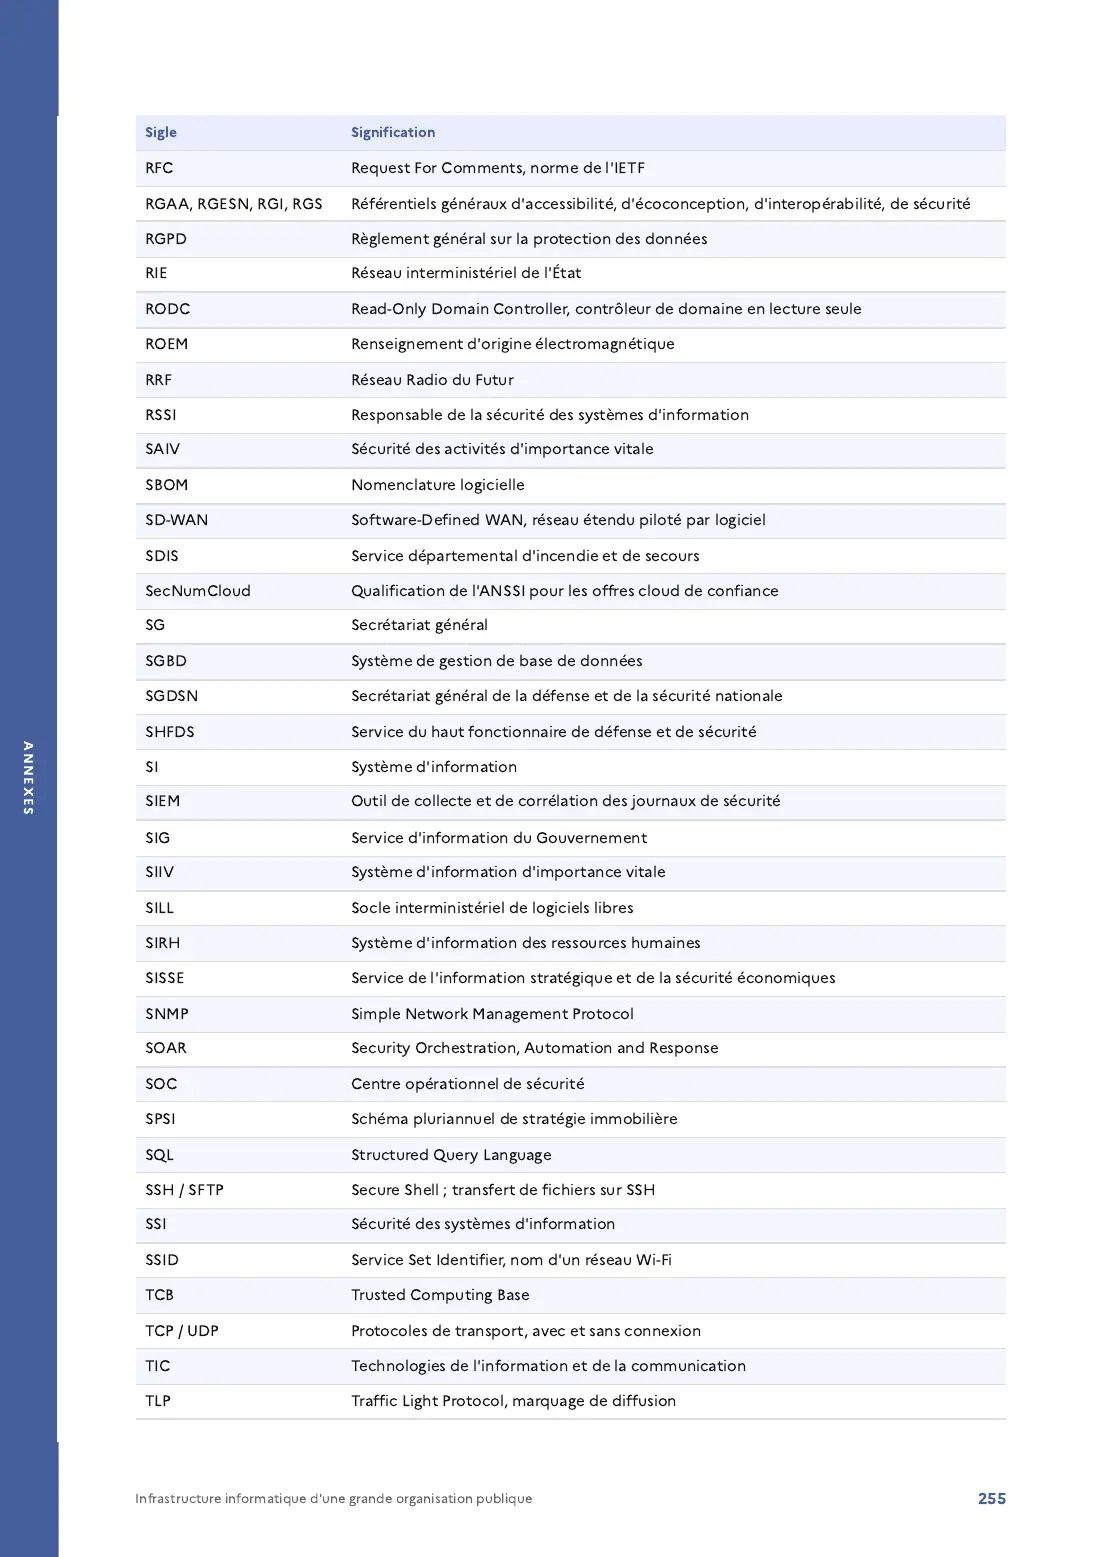 Sigle Signification
RFC Request For Comments, norme de l'IETF
RGAA, RGESN, RGI, RGS Référentiels généraux d'accessibilité, d'écoconception, d'interopérabilité, de sécurité
RGPD Règlement général sur la protection des données
RIE Réseau interministériel de l'État
RODC Read-Only Domain Controller, contrôleur de domaine en lecture seule
ROEM Renseignement d'origine électromagnétique
RRF Réseau Radio du Futur
RSSI Responsable de la sécurité des systèmes d'information
SAIV Sécurité des activités d'importance vitale
SBOM Nomenclature logicielle
SD-WAN Software-Defined WAN, réseau étendu piloté par logiciel
SDIS Service départemental d'incendie et de secours
SecNumCloud Qualification de l'ANSSI pour les offres cloud de confiance
SG Secrétariat général
SGBD Système de gestion de base de données
SGDSN Secrétariat général de la défense et de la sécurité nationale
SHFDS Service du haut fonctionnaire de défense et de sécurité
SI Système d'information
SIEM Outil de collecte et de corrélation des journaux de sécurité
SIG Service d'information du Gouvernement
SIIV Système d'information d'importance vitale
SILL Socle interministériel de logiciels libres
SIRH Système d'information des ressources humaines
SISSE Service de l'information stratégique et de la sécurité économiques
SNMP Simple Network Management Protocol
SOAR Security Orchestration, Automation and Response
SOC Centre opérationnel de sécurité
SPSI Schéma pluriannuel de stratégie immobilière
SQL Structured Query Language
SSH / SFTP Secure Shell ; transfert de fichiers sur SSH
SSI Sécurité des systèmes d'information
SSID Service Set Identifier, nom d'un réseau Wi-Fi
TCB Trusted Computing Base
TCP / UDP Protocoles de transport, avec et sans connexion
TIC Technologies de l'information et de la communication
TLP Traffic Light Protocol, marquage de diffusion
ANNEXES
Infrastructure informatique d'une grande organisation publique 255